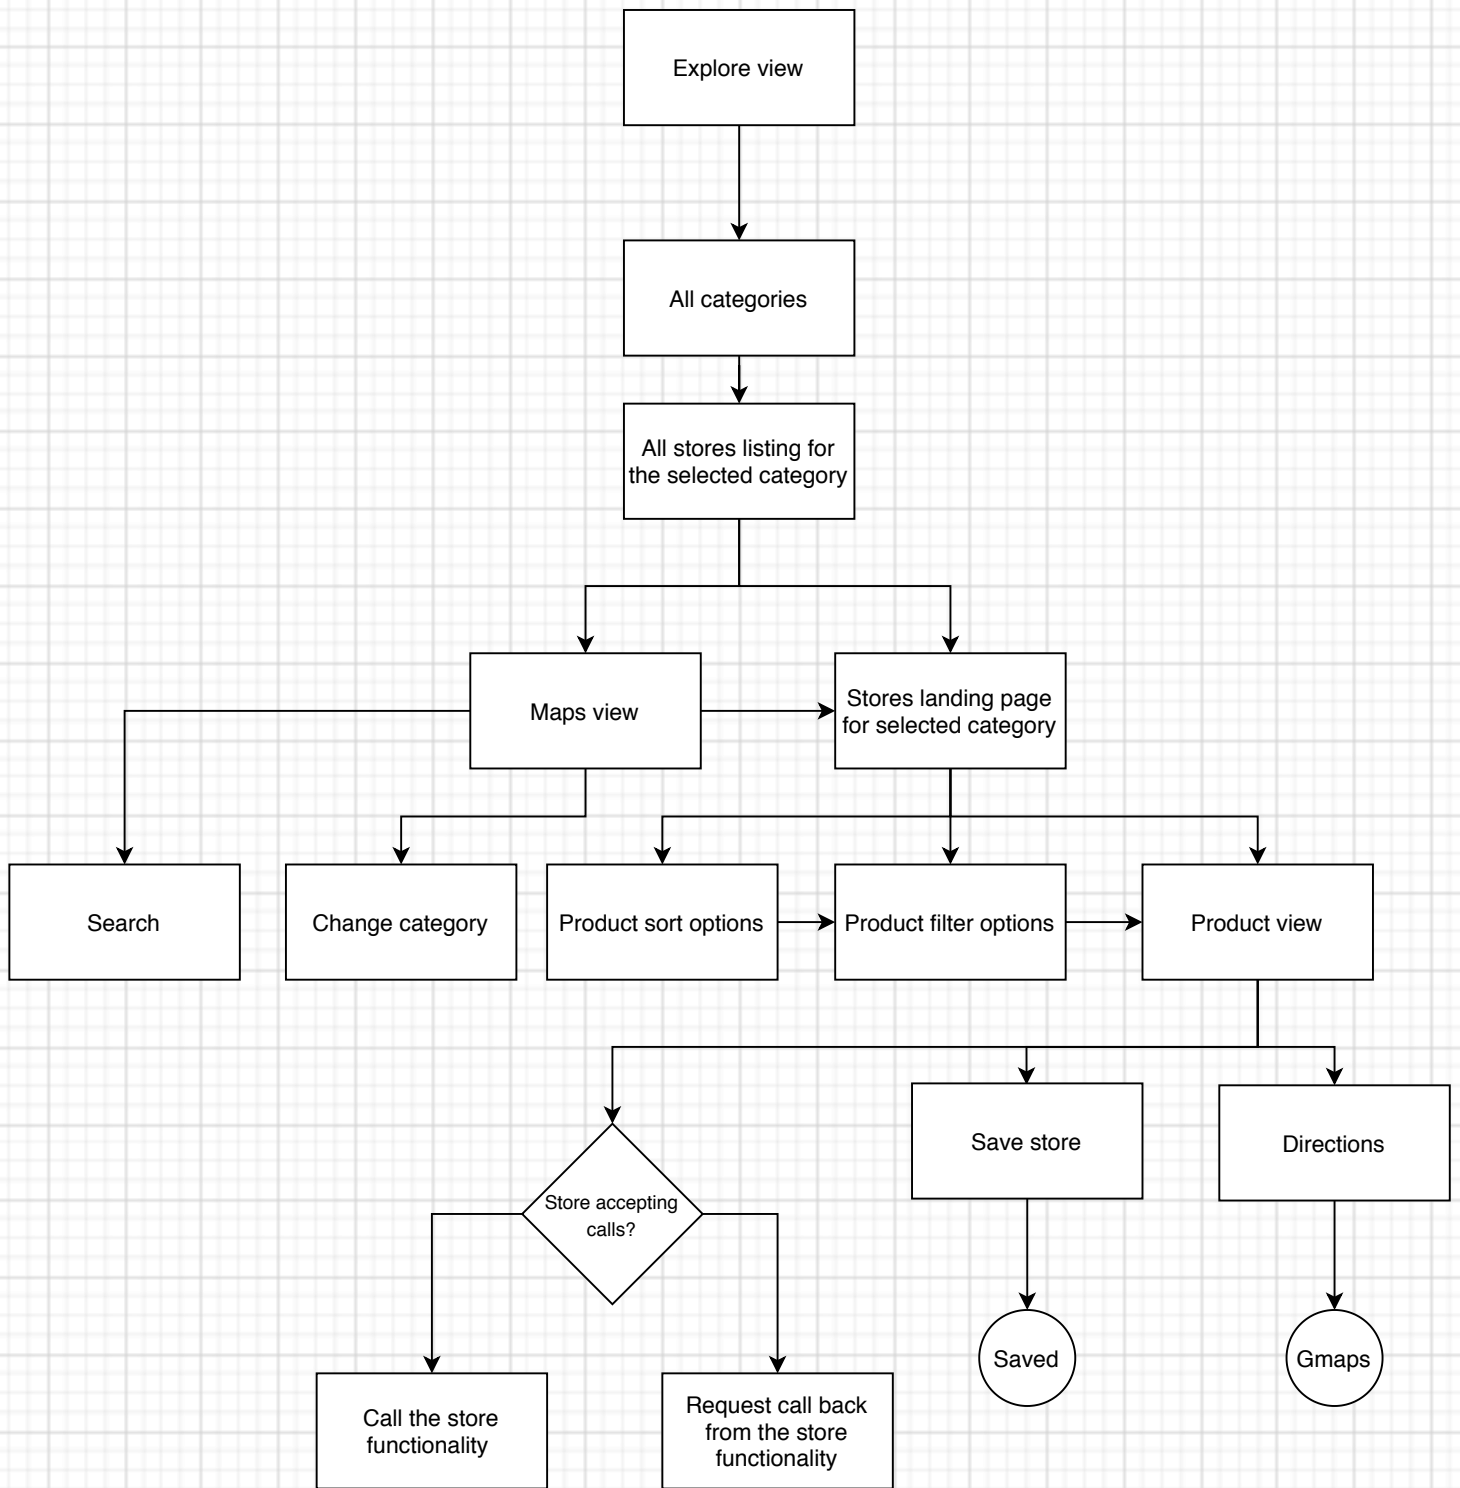 Explore view
All categories
All stores listing for
the selected category
Maps view
Stores landing page
for selected category
Search
Change category
Product sort options
Product filter options
Product view
Store accepting
calls?
Save store
Directions
Saved
Gmaps
Call the store
functionality
Request call back
from the store
functionality